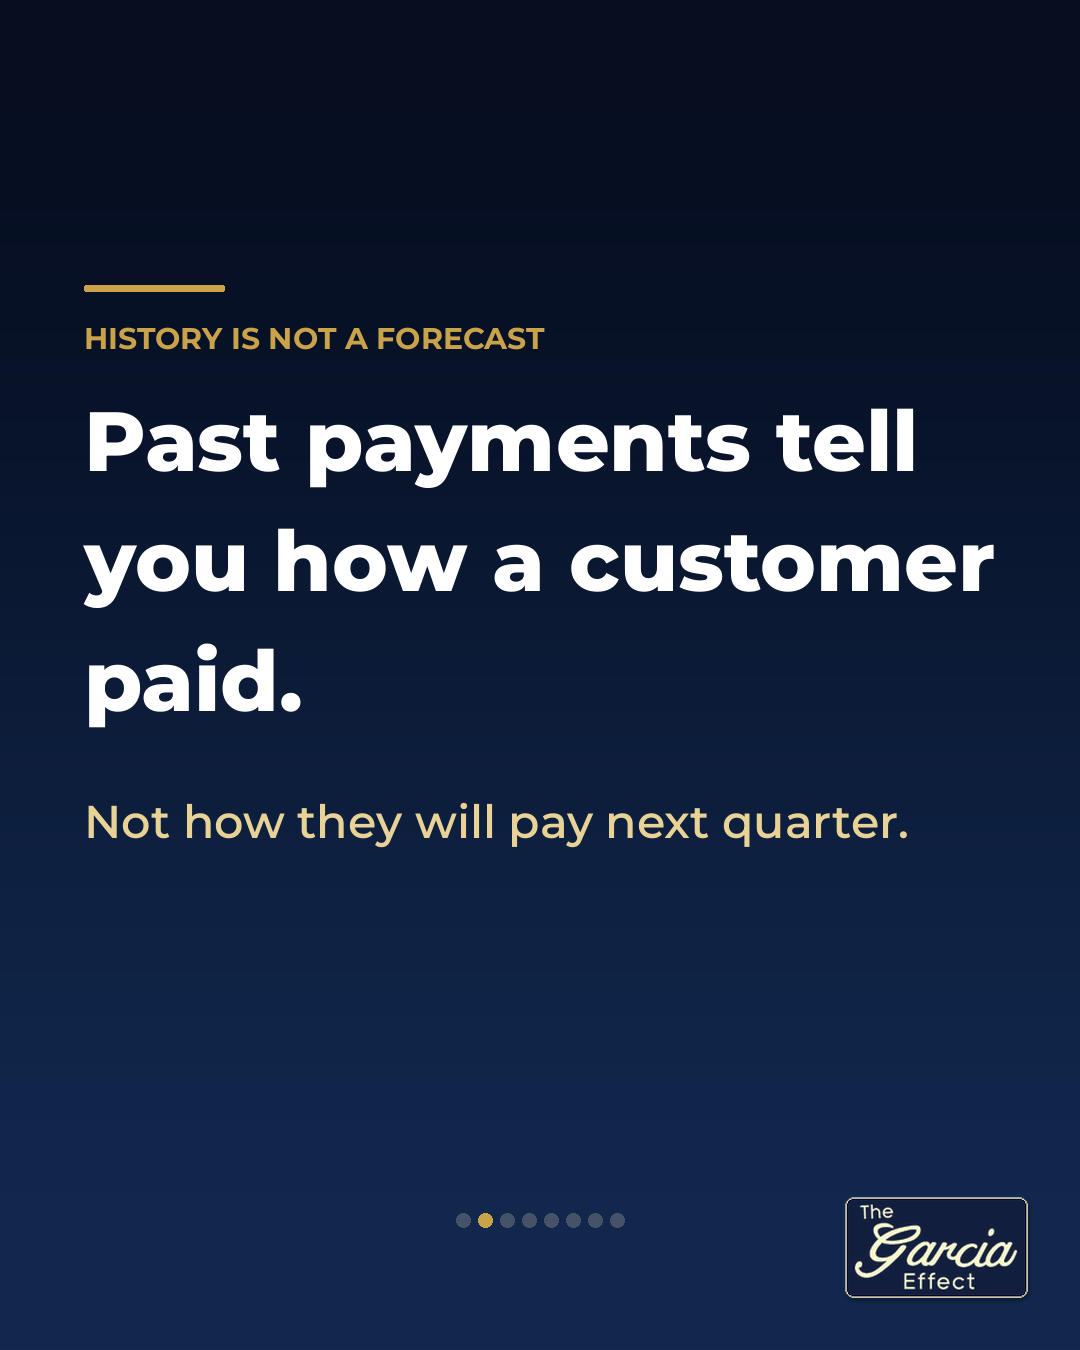 HISTORY IS NOT A FORECAST
Past payments tell
you how a customer
paid.
Not how they will pay next quarter.
The
Garcia
Effect